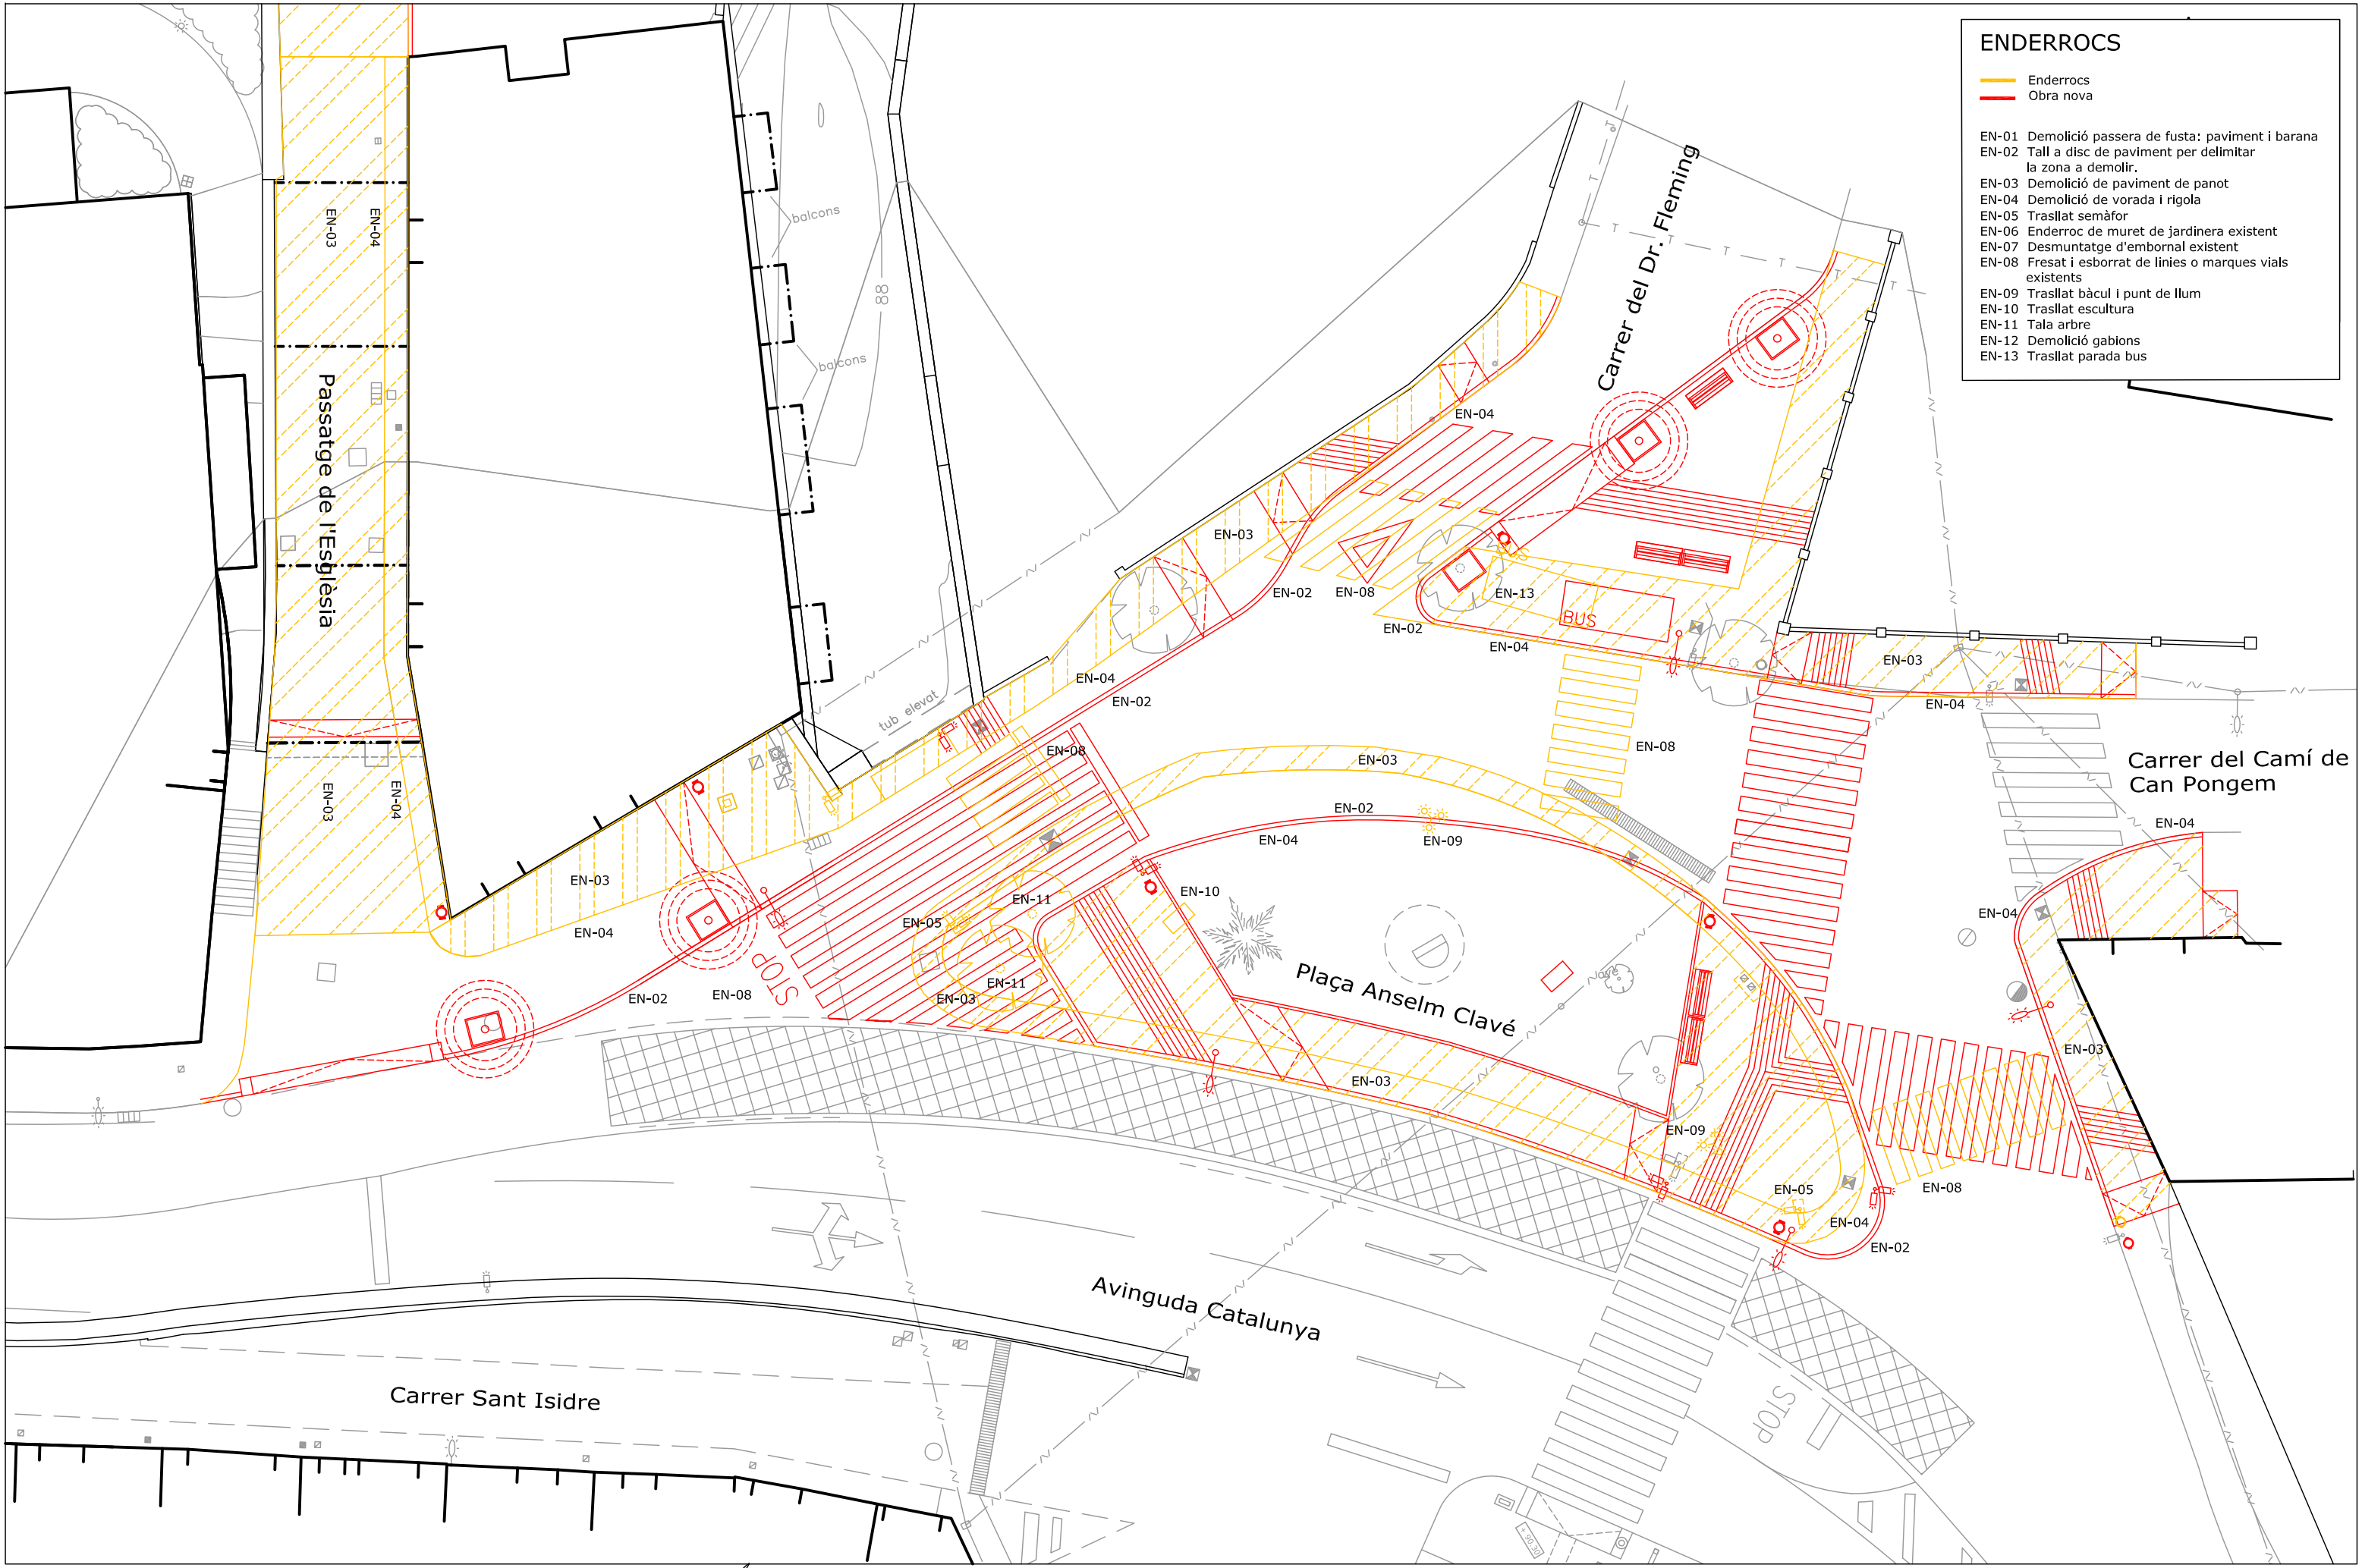 ENDERROCS
Enderrocs
Obra nova
EN-01 Demolició passera de fusta: paviment i barana
EN-02 Tall a disc de paviment per delimitar
la zona a demolir.
EN-03 Demolició de paviment de panot
EN-04 Demolició de vorada i rigola
EN-05 Trasllat semàfor
EN-06 Enderroc de muret de jardinera existent
EN-07 Desmuntatge d'embornal existent
EN-08 Fresat i esborrat de linies o marques vials
existents
EN-09 Trasllat bàcul i punt de llum
EN-10 Trasllat escultura
EN-11 Tala arbre
EN-12 Demolició gabions
EN-13 Trasllat parada bus
Carrer del Dr. Fleming
EN-03
EN-04
balcons
88
balcons
Passatge de l'Esglèsia
EN-04
EN-03
EN-02
EN-08
EN-13
BUS
EN-02
EN-04
EN-03
EN-04
EN-04
EN-02
tub elevat
EN-08
EN-08
EN-03
Carrer del Camí de
Can Pongem
EN-03
EN-04
EN-02
EN-04
EN-09
EN-04
EN-03
EN-10
EN-11
EN-05
EN-04
EN-04
EN-11
EN-03
STOP
EN-02
EN-08
Plaça Anselm Clavé
EN-03
EN-03
EN-09
EN-05
EN-08
EN-04
EN-02
Avinguda Catalunya
Carrer Sant Isidre
STOP
+ 90.30